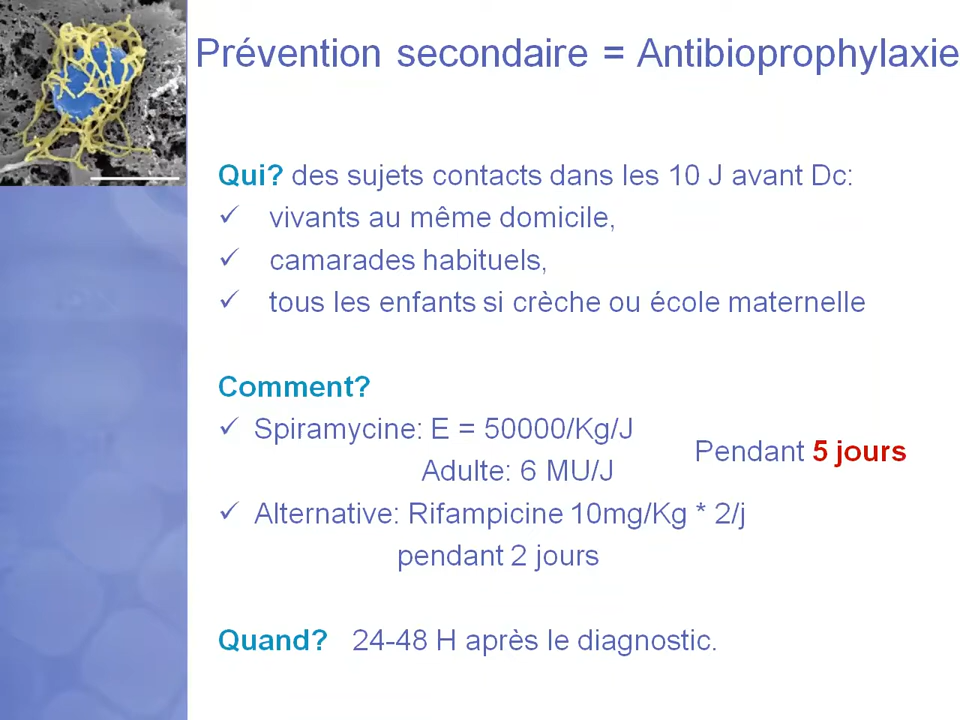 Prévention secondaire = Antibioprophylaxie
Qui? des sujets contacts dans les 10 J avant Dc:
✓ vivants au même domicile,
✓ camarades habituels,
✓ tous les enfants si crèche ou école maternelle
Comment?
✓ Spiramycine: E = 50000/Kg/J
Adulte: 6 MU/J
Pendant 5 jours
✓ Alternative: Rifampicine 10mg/Kg * 2/j
pendant 2 jours
Quand? 24-48 H après le diagnostic.